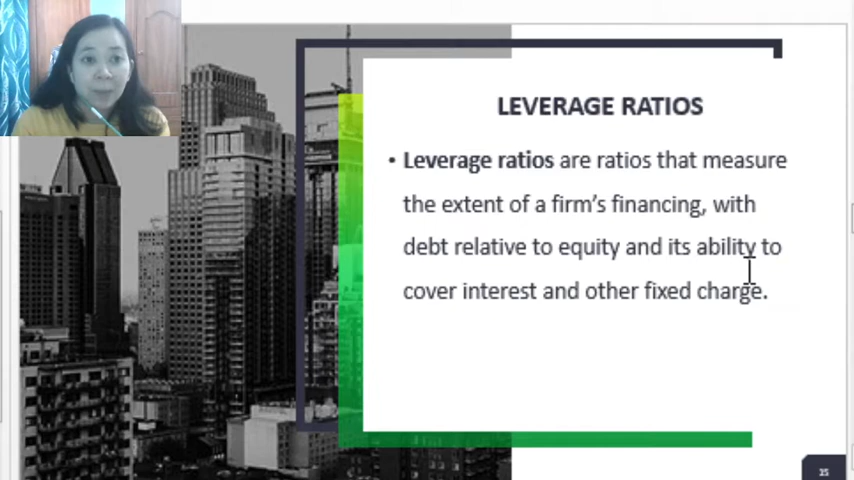 LEVERAGE RATIOS
• Leverage ratios are ratios that measure
the extent of a firm's financing, with
debt relative to equity and its ability to
cover interest and other fixed charge.
35